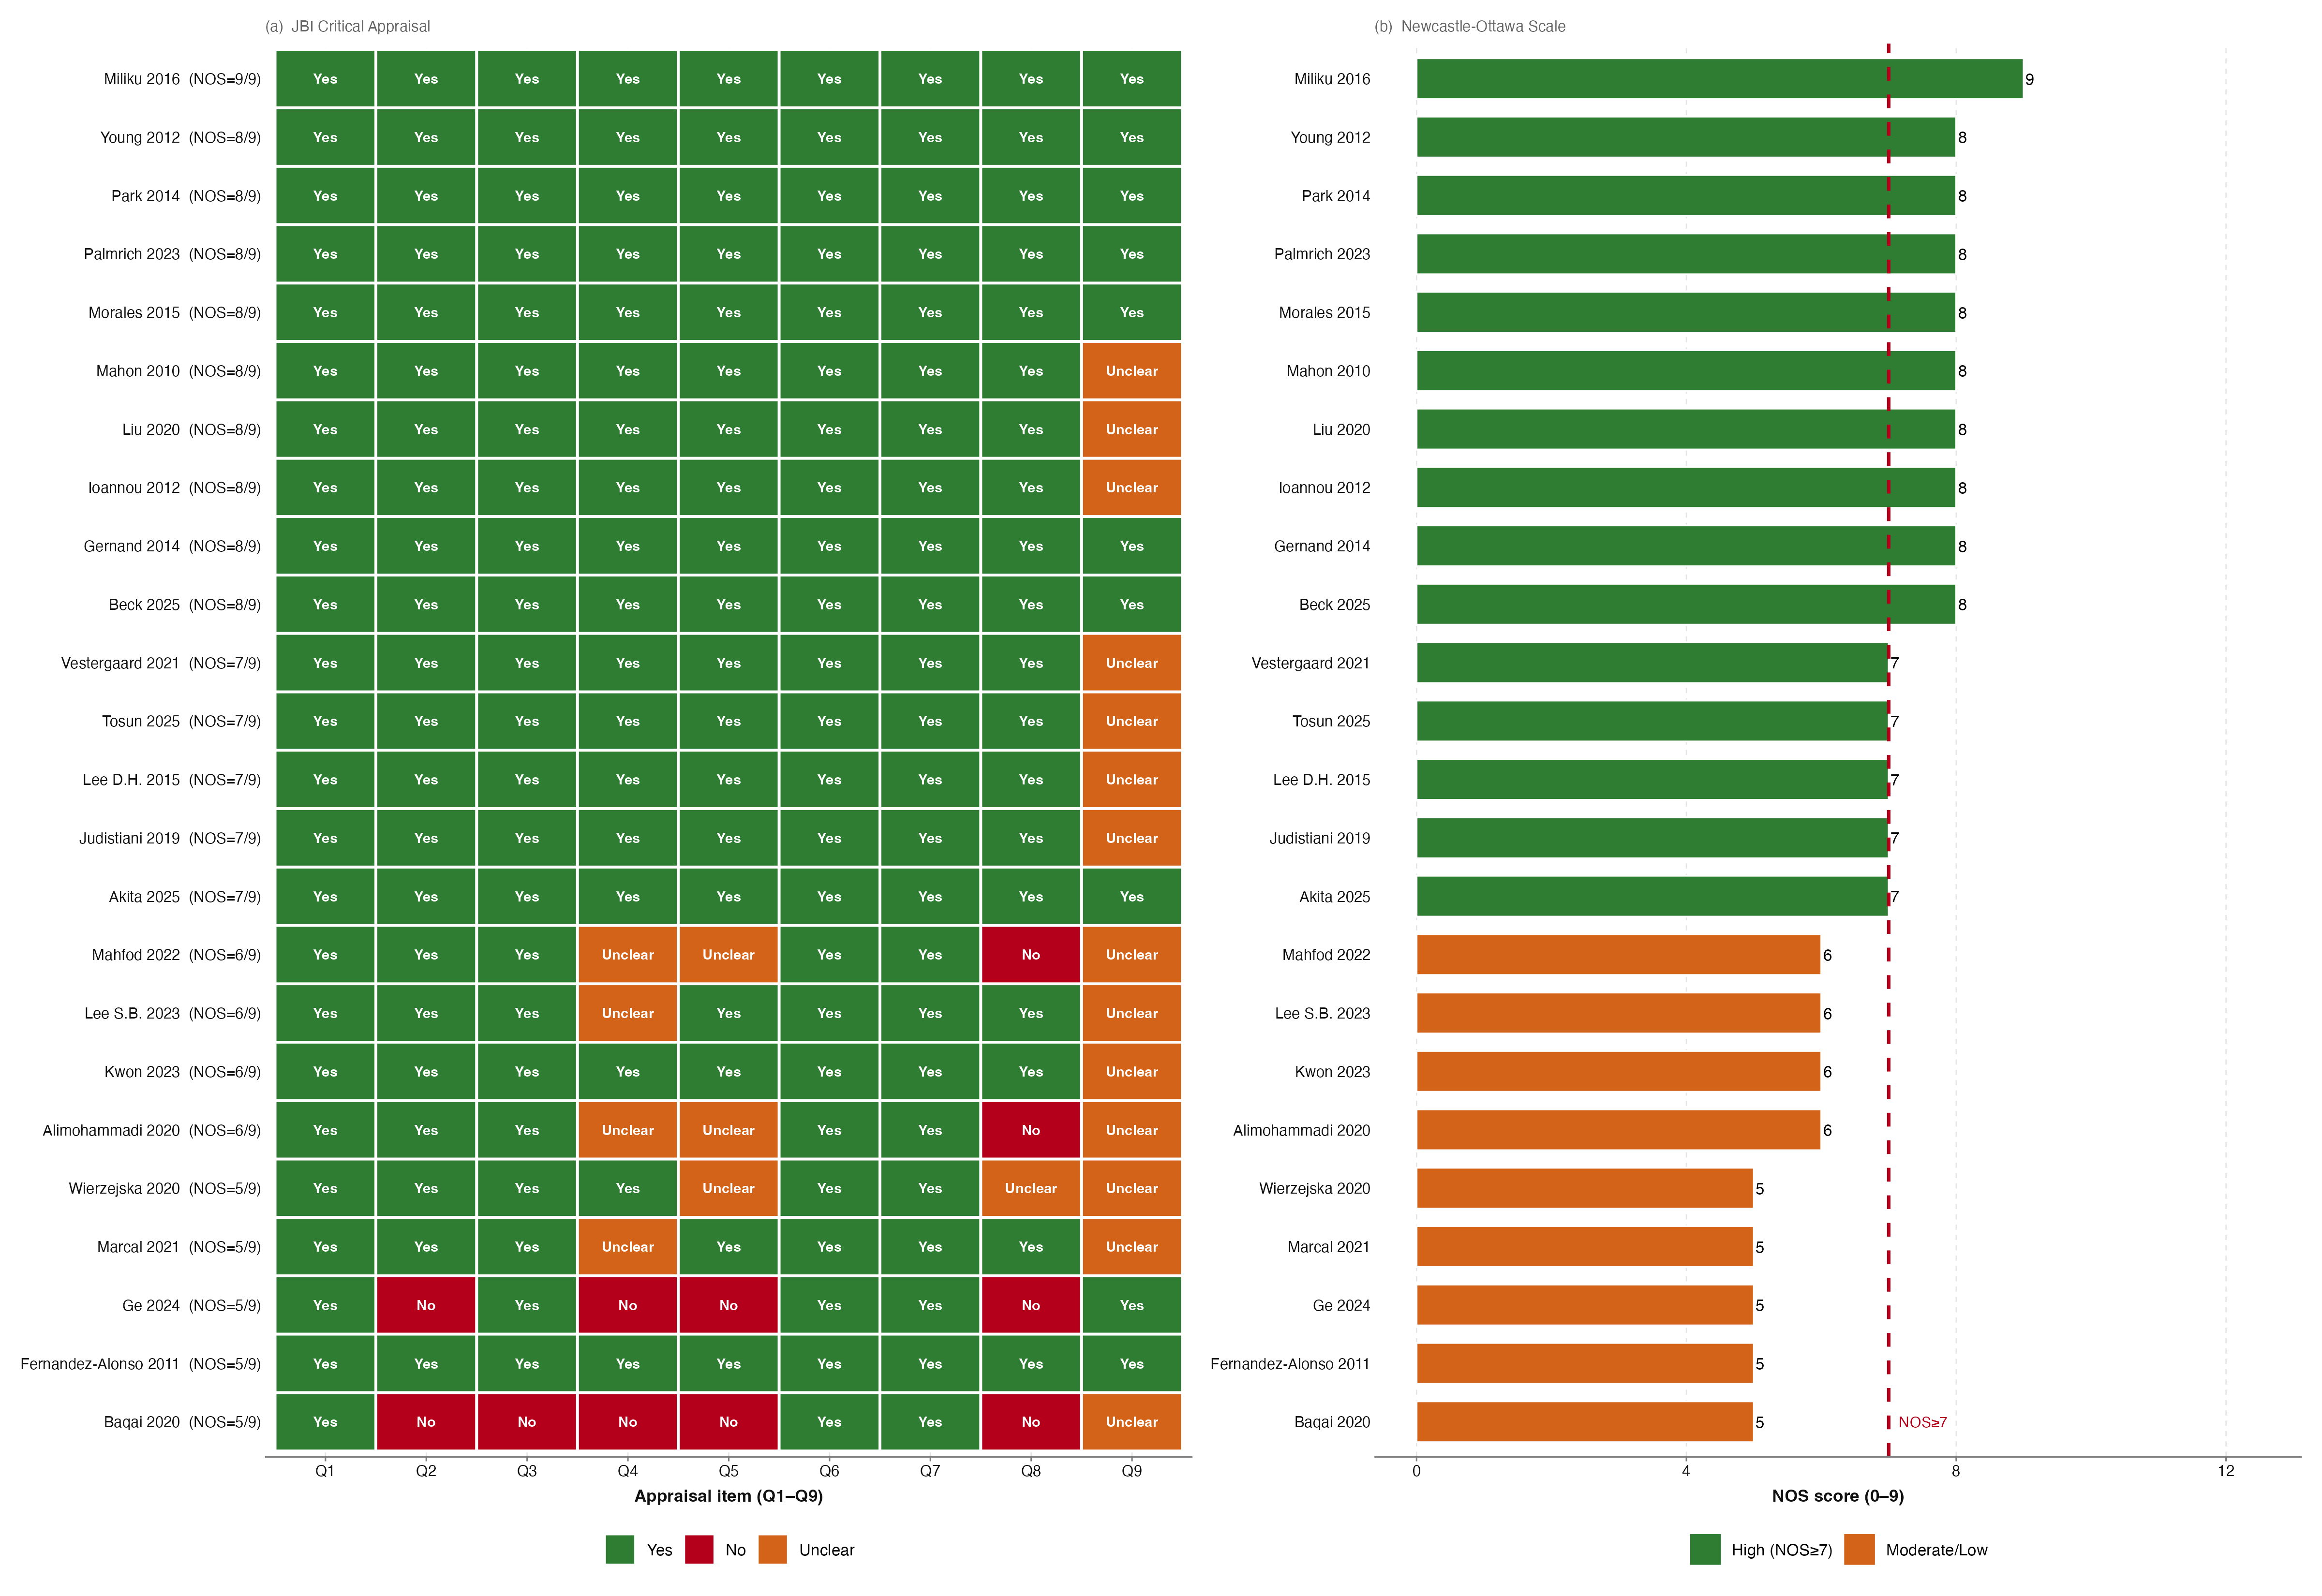 (a) JBI Critical Appraisal
Miliku 2016 (NOS=9/9) Yes Yes Yes Yes Yes Yes Yes Yes Yes
Young 2012 (NOS=8/9) Yes Yes Yes Yes Yes Yes Yes Yes Yes
Park 2014 (NOS=8/9) Yes Yes Yes Yes Yes Yes Yes Yes Yes
Palmrich 2023 (NOS=8/9) Yes Yes Yes Yes Yes Yes Yes Yes Yes
Morales 2015 (NOS=8/9) Yes Yes Yes Yes Yes Yes Yes Yes Yes
Mahon 2010 (NOS=8/9) Yes Yes Yes Yes Yes Yes Yes Yes Unclear
Liu 2020 (NOS=8/9) Yes Yes Yes Yes Yes Yes Yes Yes Unclear
Ioannou 2012 (NOS=8/9) Yes Yes Yes Yes Yes Yes Yes Yes Unclear
Gernand 2014 (NOS=8/9) Yes Yes Yes Yes Yes Yes Yes Yes Yes
Beck 2025 (NOS=8/9) Yes Yes Yes Yes Yes Yes Yes Yes Yes
Vestergaard 2021 (NOS=7/9) Yes Yes Yes Yes Yes Yes Yes Yes Unclear
Tosun 2025 (NOS=7/9) Yes Yes Yes Yes Yes Yes Yes Yes Unclear
Lee D.H. 2015 (NOS=7/9) Yes Yes Yes Yes Yes Yes Yes Yes Unclear
Judistiani 2019 (NOS=7/9) Yes Yes Yes Yes Yes Yes Yes Yes Unclear
Akita 2025 (NOS=7/9) Yes Yes Yes Yes Yes Yes Yes Yes Yes
Mahfod 2022 (NOS=6/9) Yes Yes Yes Unclear Unclear Yes Yes No Unclear
Lee S.B. 2023 (NOS=6/9) Yes Yes Yes Unclear Yes Yes Yes Yes Unclear
Kwon 2023 (NOS=6/9) Yes Yes Yes Yes Yes Yes Yes Yes Unclear
Alimohammadi 2020 (NOS=6/9) Yes Yes Yes Unclear Unclear Yes Yes No Unclear
Wierzejska 2020 (NOS=5/9) Yes Yes Yes Yes Unclear Yes Yes Unclear Unclear
Marcal 2021 (NOS=5/9) Yes Yes Yes Unclear Yes Yes Yes Yes Unclear
Ge 2024 (NOS=5/9) Yes No Yes No No Yes Yes No Yes
Fernandez-Alonso 2011 (NOS=5/9) Yes Yes Yes Yes Yes Yes Yes Yes Yes
Baqai 2020 (NOS=5/9) Yes No No No No Yes Yes No Unclear
Q1 Q2 Q3 Q4 Q5 Q6 Q7 Q8 Q9
Appraisal item (Q1–Q9)
Yes No Unclear
(b) Newcastle-Ottawa Scale
Miliku 2016 9
Young 2012 8
Park 2014 8
Palmrich 2023 8
Morales 2015 8
Mahon 2010 8
Liu 2020 8
Ioannou 2012 8
Gernand 2014 8
Beck 2025 8
Vestergaard 2021 7
Tosun 2025 7
Lee D.H. 2015 7
Judistiani 2019 7
Akita 2025 7
Mahfod 2022 6
Lee S.B. 2023 6
Kwon 2023 6
Alimohammadi 2020 6
Wierzejska 2020 5
Marcal 2021 5
Ge 2024 5
Fernandez-Alonso 2011 5
Baqai 2020 5 NOS≥7
0 4 8 12
NOS score (0–9)
High (NOS≥7) Moderate/Low